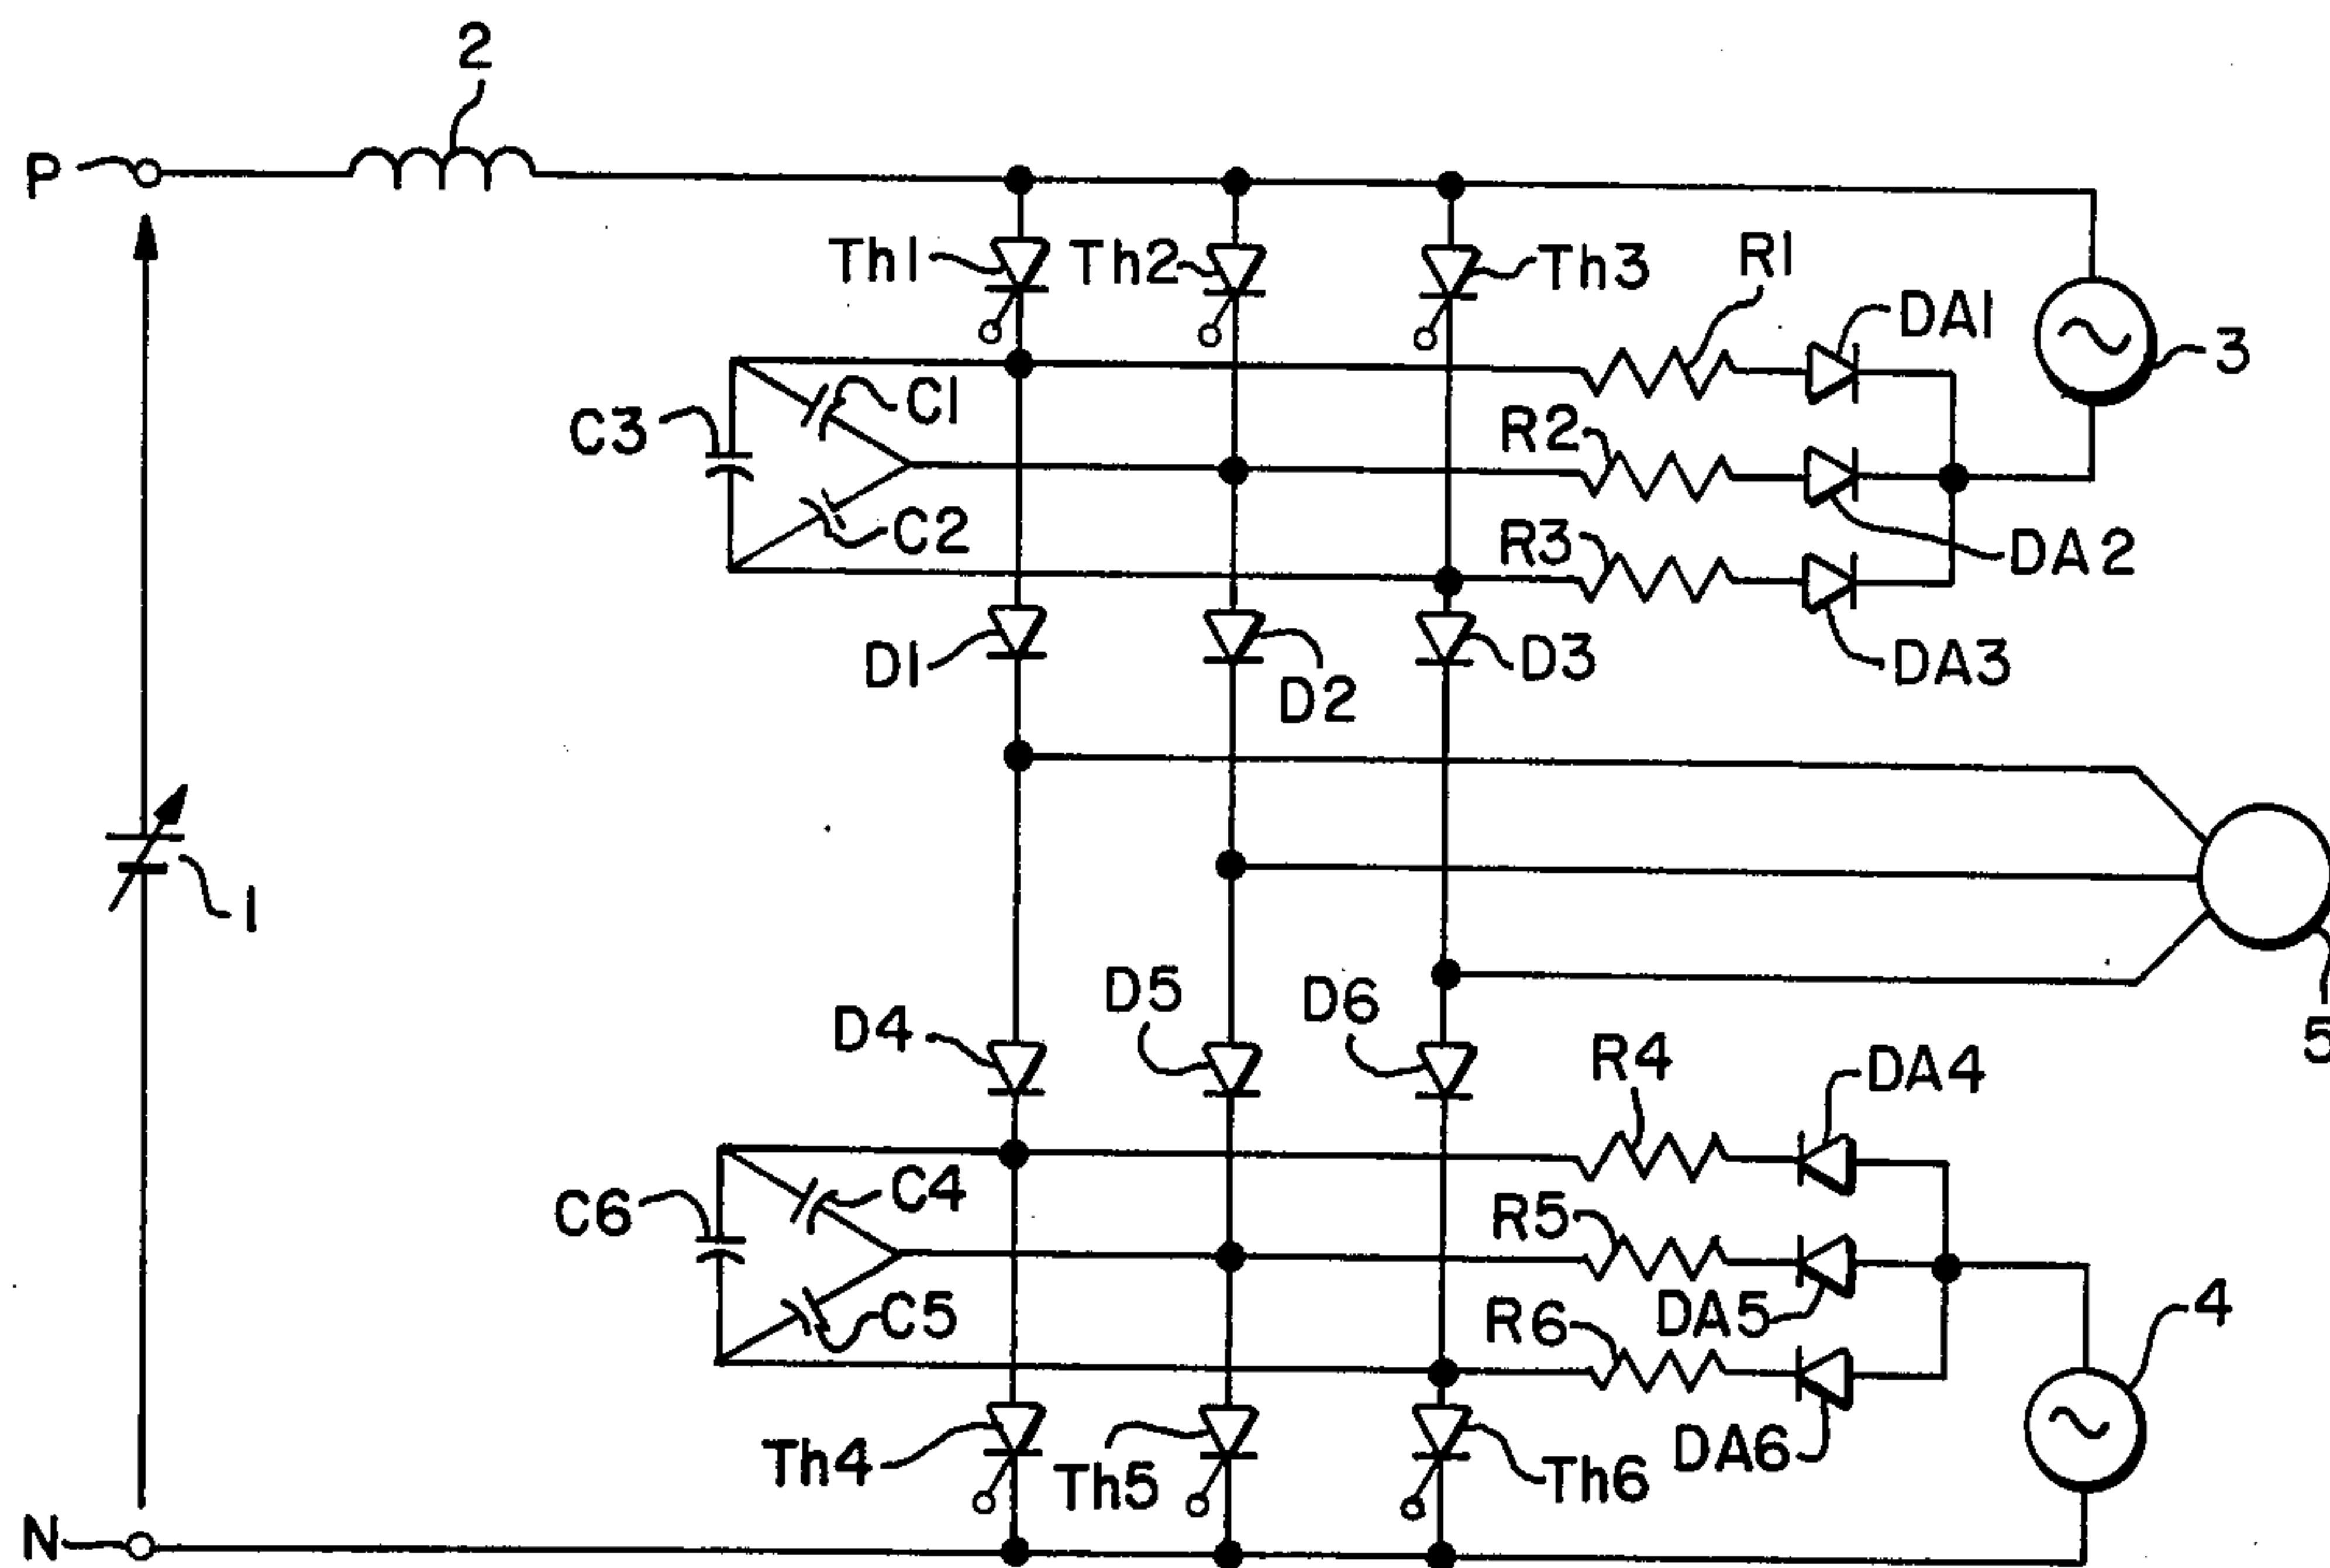 2
P
Th1
Th2
Th3
R1
DA1
3
C3
C1
R2
C2
R3
DA2
D1
D2
D3
DA3
1
D4
D5
D6
R4
DA4
5
C6
C4
R5
C5
R6
DA5
4
Th4
Th5
Th6
DA6
N